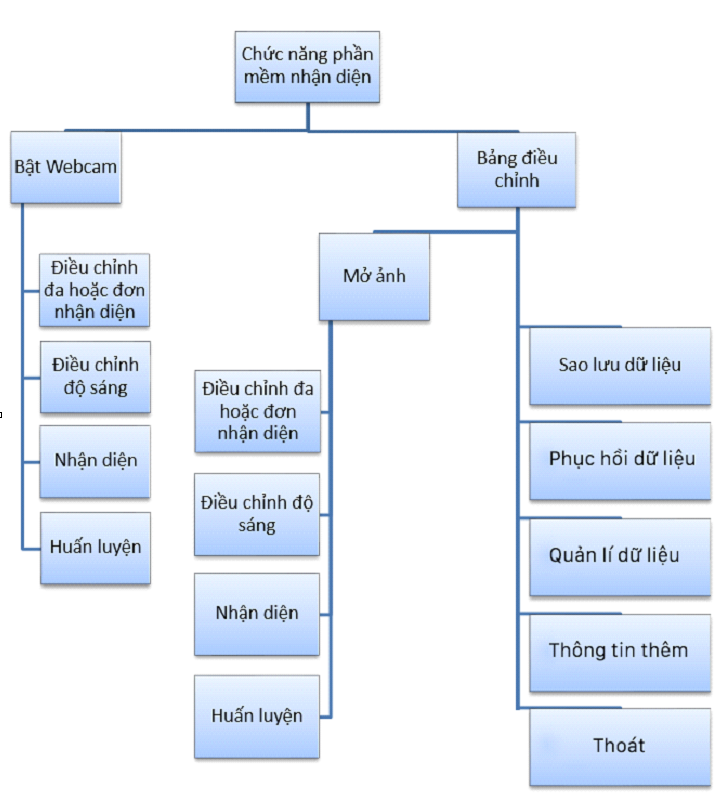 Chức năng phần
mềm nhận diện
Bật Webcam
Điều chỉnh
đa hoặc đơn
nhận diện
Điều chỉnh
độ sáng
Nhận diện
Huấn luyện
Bảng điều
chỉnh
Mở ảnh
Điều chỉnh đa
hoặc đơn
nhận diện
Điều chỉnh độ
sáng
Nhận diện
Huấn luyện
Sao lưu dữ liệu
Phục hồi dữ liệu
Quản lí dữ liệu
Thông tin thêm
Thoát